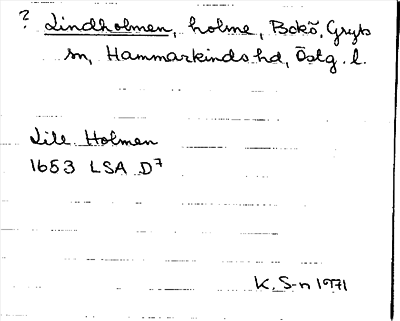 ? Lindholmen, holme, Bokö, Gryts
sn, Hammarkinds hd, Östg. l.
Lill Holmen
1653 LSA D7
K. S-n 1971